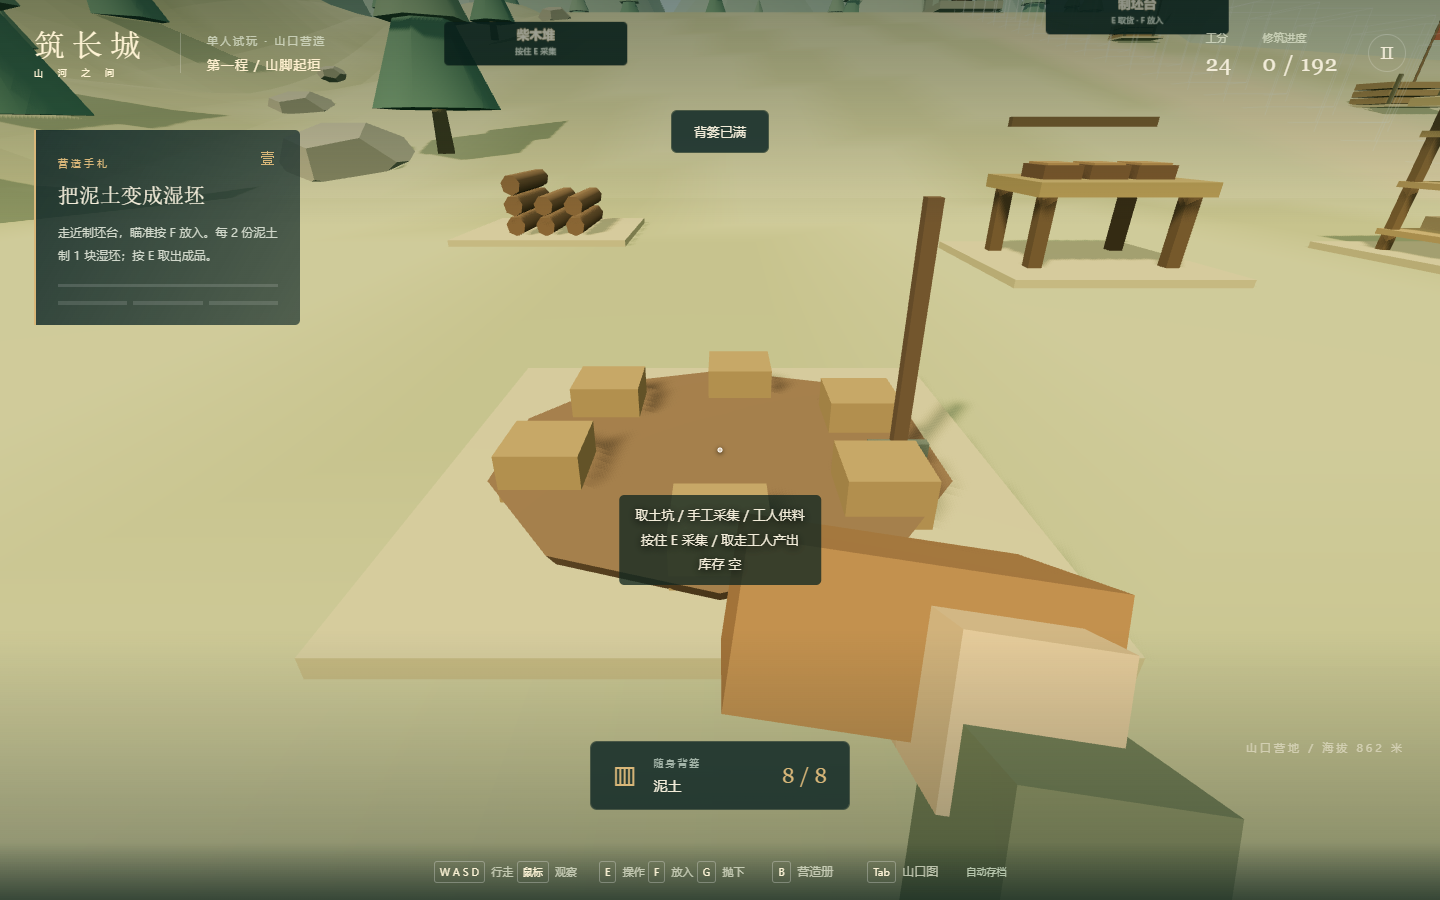 筑长城
山河之间
单人试玩 · 山口营造
第一程 / 山脚起垣
柴木堆
按住 E 采集
制坯台
E 取货 · F 放入
工分
24
修筑进度
0 / 192
II
背篓已满
营造手札
壹
把泥土变成湿坯
走近制坯台，瞄准按 F 放入。每 2 份泥土
制 1 块湿坯；按 E 取出成品。
取土坑 / 手工采集 / 工人供料
按住 E 采集 / 取走工人产出
库存 空
随身背篓
泥土
8 / 8
山口营地 / 海拔 862 米
WASD 行走 鼠标 观察 E 操作 F 放入 G 抛下 B 营造册 Tab 山口图 自动存档